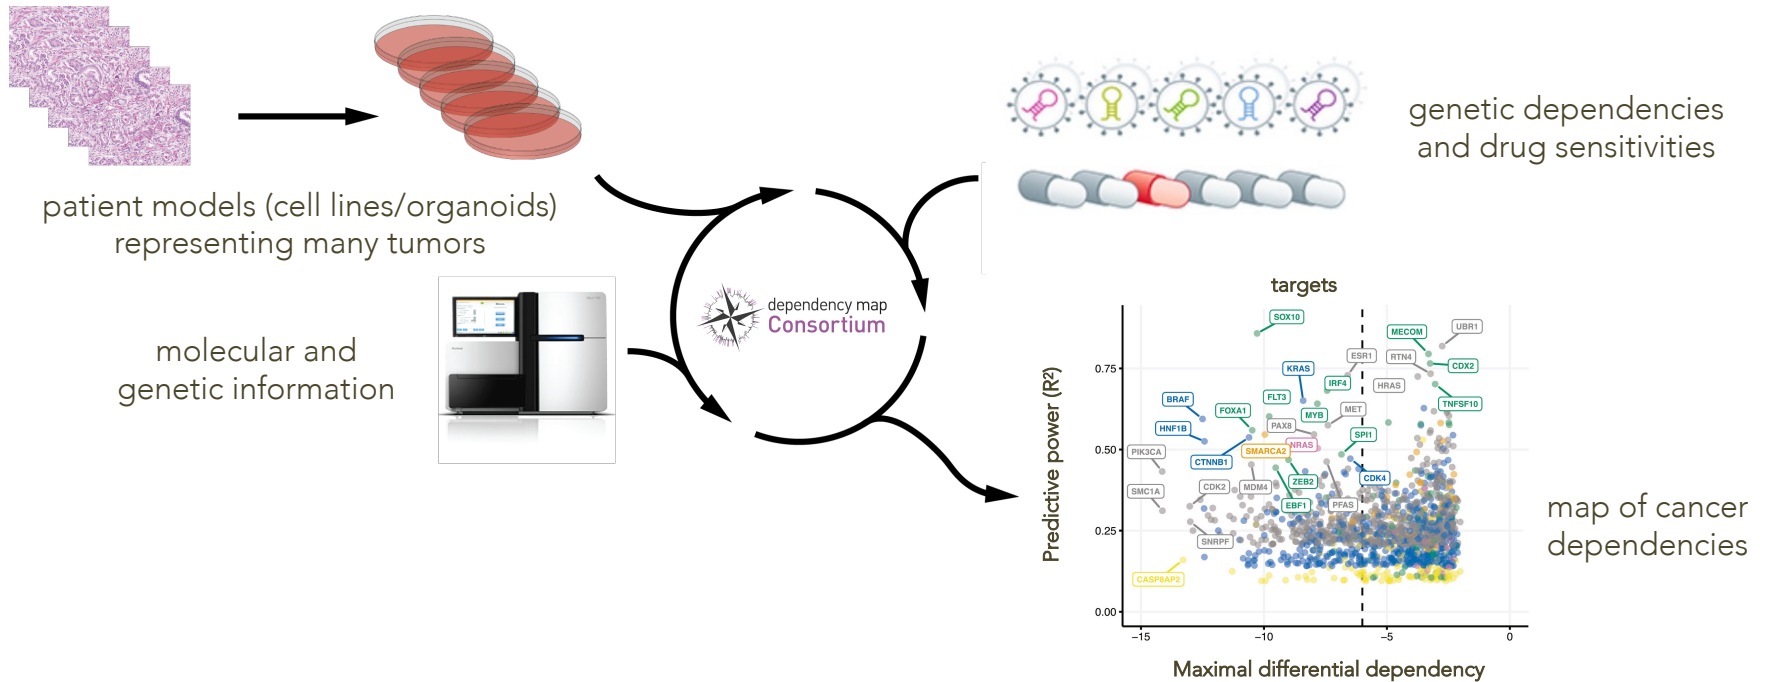 patient models (cell lines/organoids)
representing many tumors
molecular and
genetic information
dependency map
Consortium
genetic dependencies
and drug sensitivities
targets
SOX10
UBR1
MECOM
ESR1
RTN4
CDX2
KRAS
IRF4
HRAS
FLT3
TNFSF10
BRAF
FOXA1
MYB
MET
HNF1B
PAX8
SPI1
NRAS
SMARCA2
PIK3CA
CTNNB1
CDK4
ZEB2
SMC1A
CDK2
MDM4
EBF1
PFAS
SNRPF
CASP8AP2
0.75
0.50
0.25
0.00
−15
−10
−5
0
Predictive power (R²)
Maximal differential dependency
map of cancer
dependencies